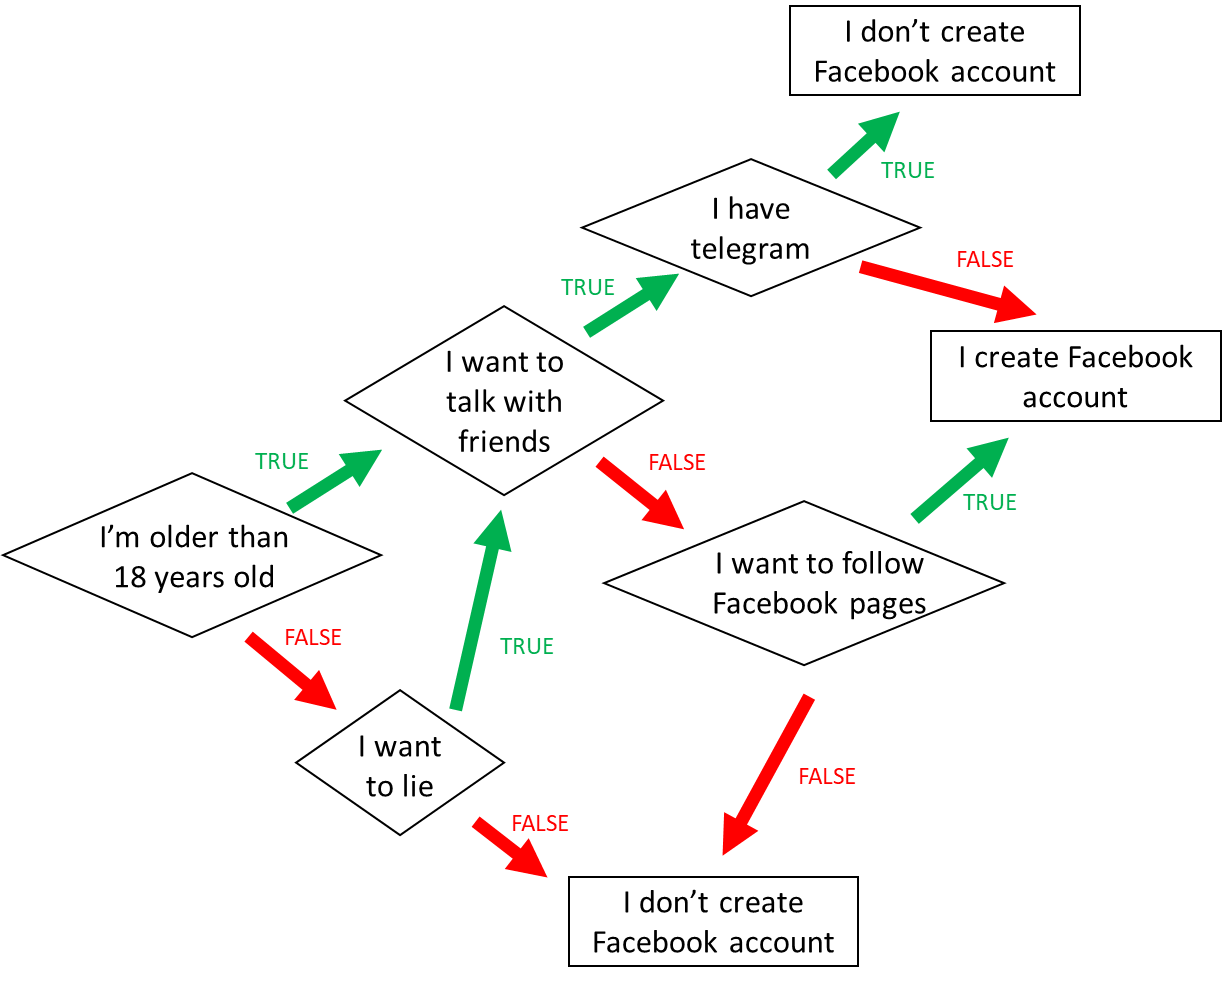 I don’t create
Facebook account
TRUE
I have
telegram
FALSE
TRUE
I want to
talk with
friends
I create Facebook
account
TRUE
FALSE
TRUE
I’m older than
18 years old
I want to follow
Facebook pages
FALSE
TRUE
I want
to lie
FALSE
FALSE
I don’t create
Facebook account